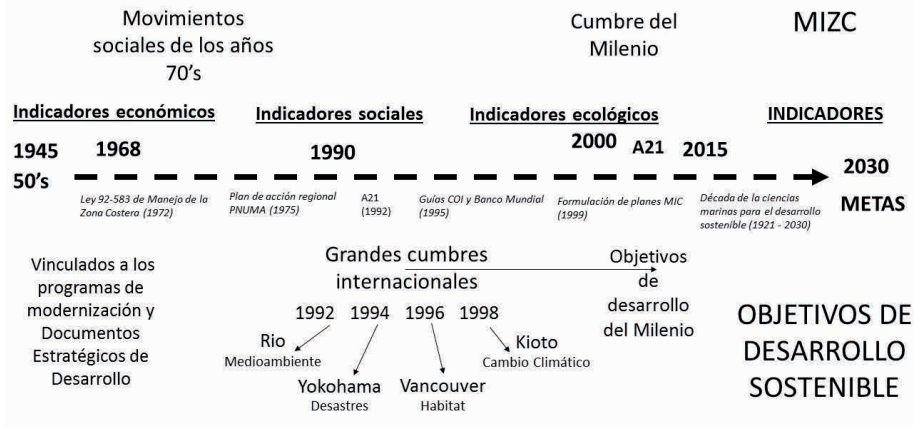 Movimientos
sociales de los años
70's
Cumbre del
Milenio
MIZC
Indicadores económicos
Indicadores sociales
Indicadores ecológicos
INDICADORES
1945
50's
1968
1990
2000
A21
2015
2030
METAS
Ley 92-583 de Manejo de la
Zona Costera (1972)
Plan de acción regional
PNUMA (1975)
A21
(1992)
Guías COI y Banco Mundial
(1995)
Formulación de planes MIC
(1999)
Década de la ciencias
marinas para el desarrollo
sostenible (1921 - 2030)
Vinculados a los
programas de
modernización y
Documentos
Estratégicos de
Desarrollo
Grandes cumbres
internacionales
1992 1994 1996 1998
Rio
Medioambiente
Yokohama
Desastres
Vancouver
Habitat
Kioto
Cambio Climático
Objetivos
de
desarrollo
del Milenio
OBJETIVOS DE
DESARROLLO
SOSTENIBLE